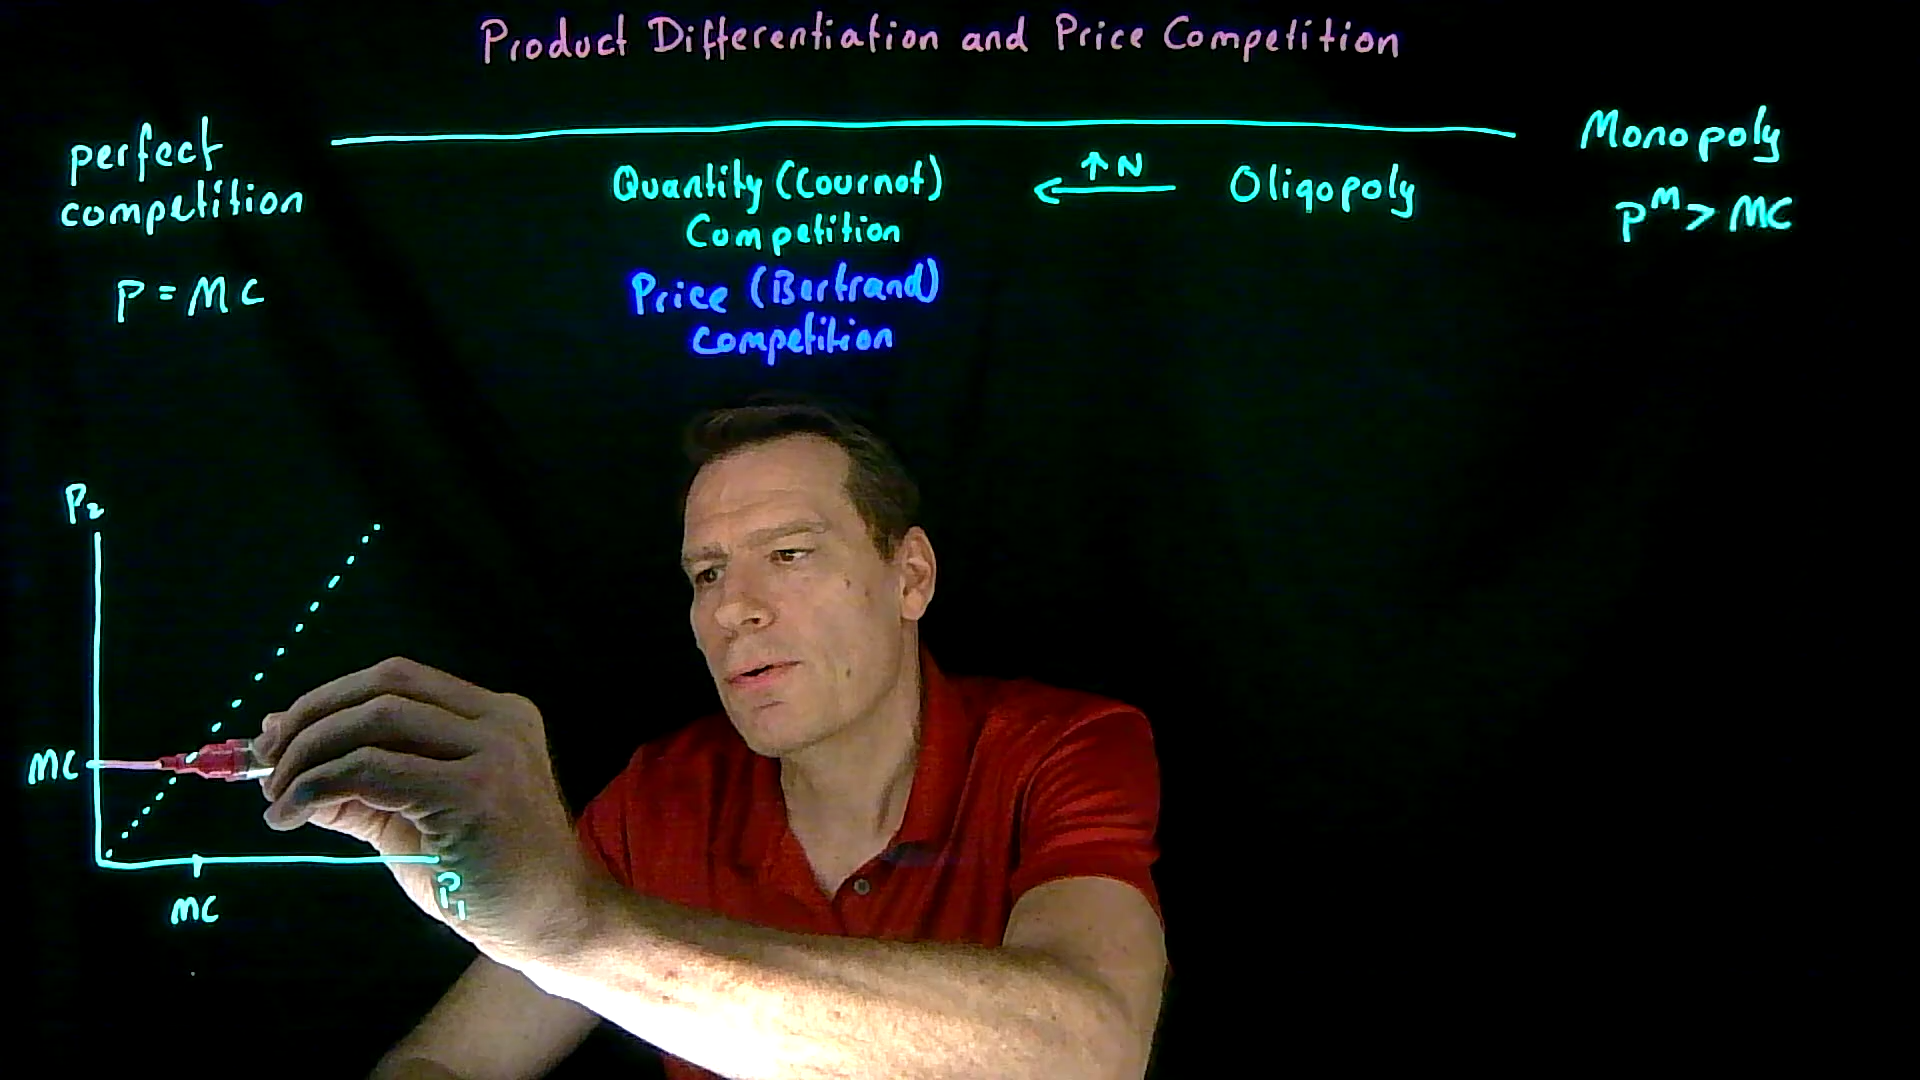 Product Differentiation and Price Competition
perfect
competition
P = MC
Quantity (Cournot)
Competition
Price (Bertrand)
Competition
↑ N
←
Oligopoly
Monopoly
P^M > MC
P₂
MC
MC
P₁